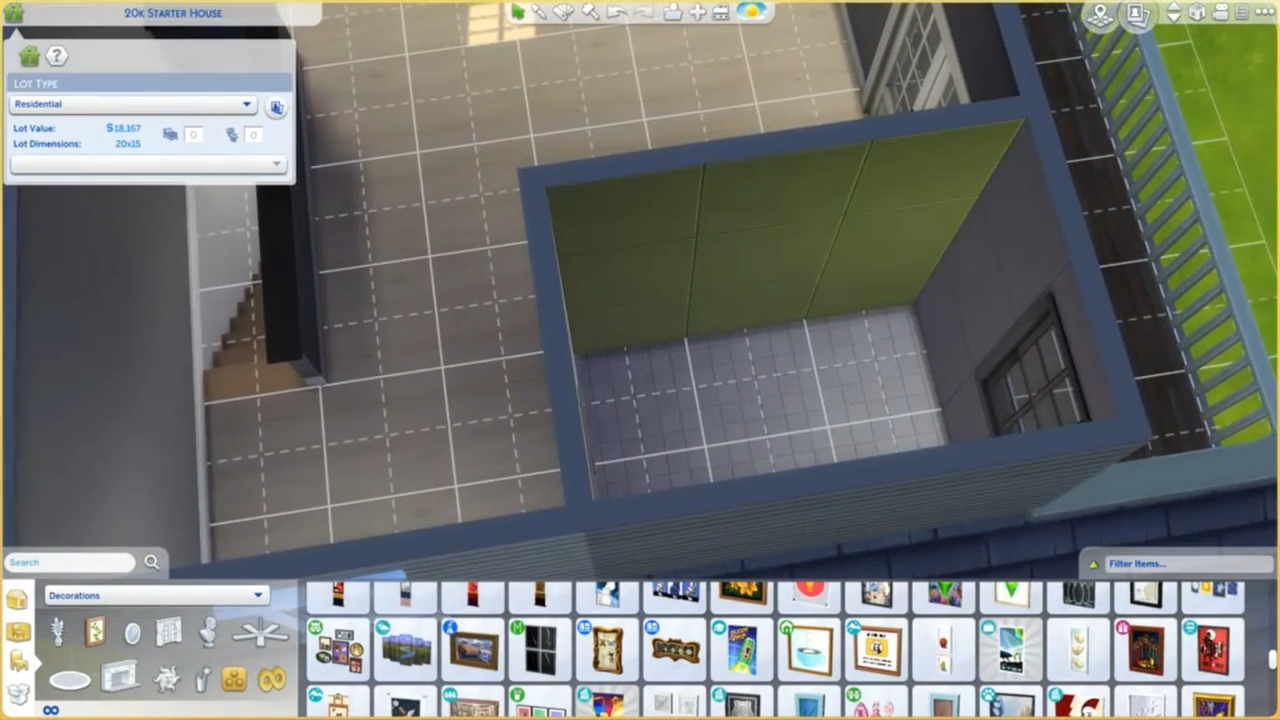 20k Starter House
?
Lot Type
Residential
Lot Value: $18,167 0 0
Lot Dimensions: 20x15
Search
Filter Items...
Decorations